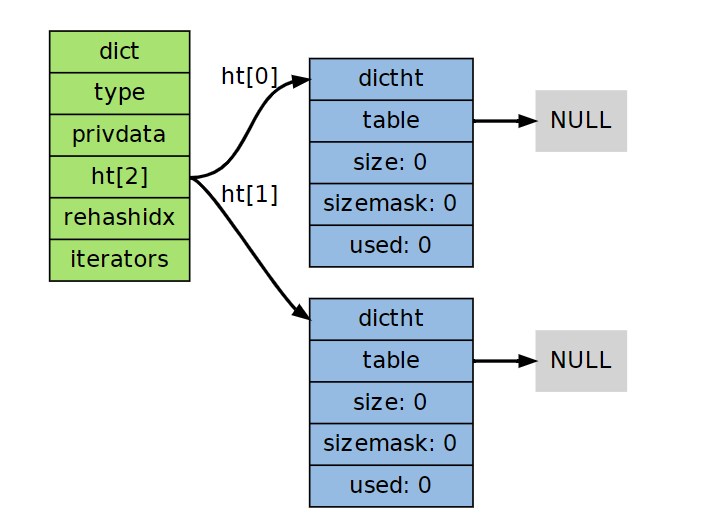 dict
type
privdata
ht[2]
rehashidx
iterators
ht[0]
ht[1]
dictht
table
size: 0
sizemask: 0
used: 0
NULL
dictht
table
size: 0
sizemask: 0
used: 0
NULL